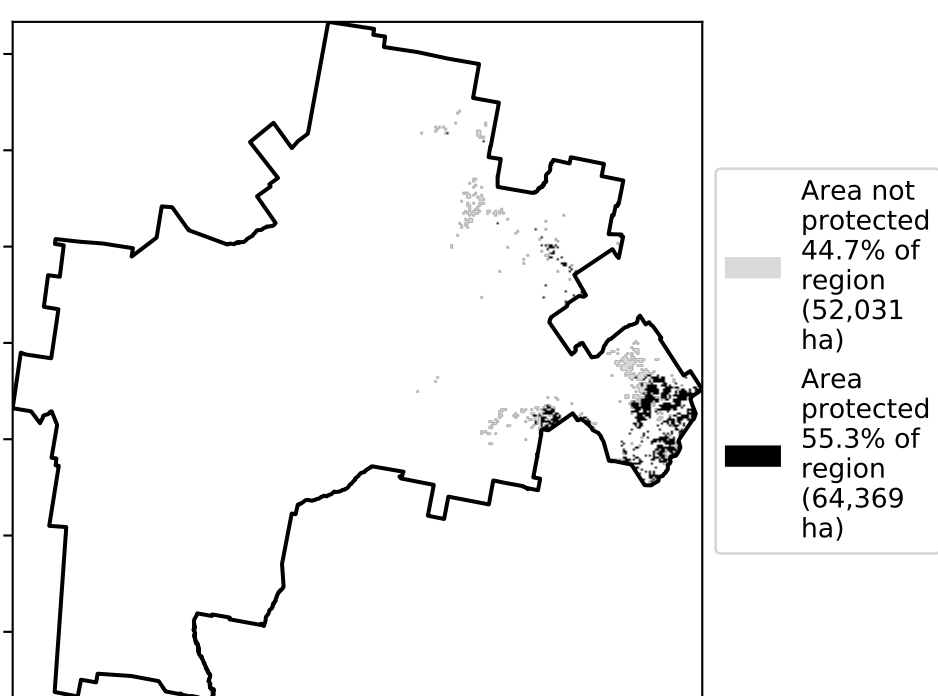 Area not
protected
44.7% of
region
(52,031
ha)
Area
protected
55.3% of
region
(64,369
ha)